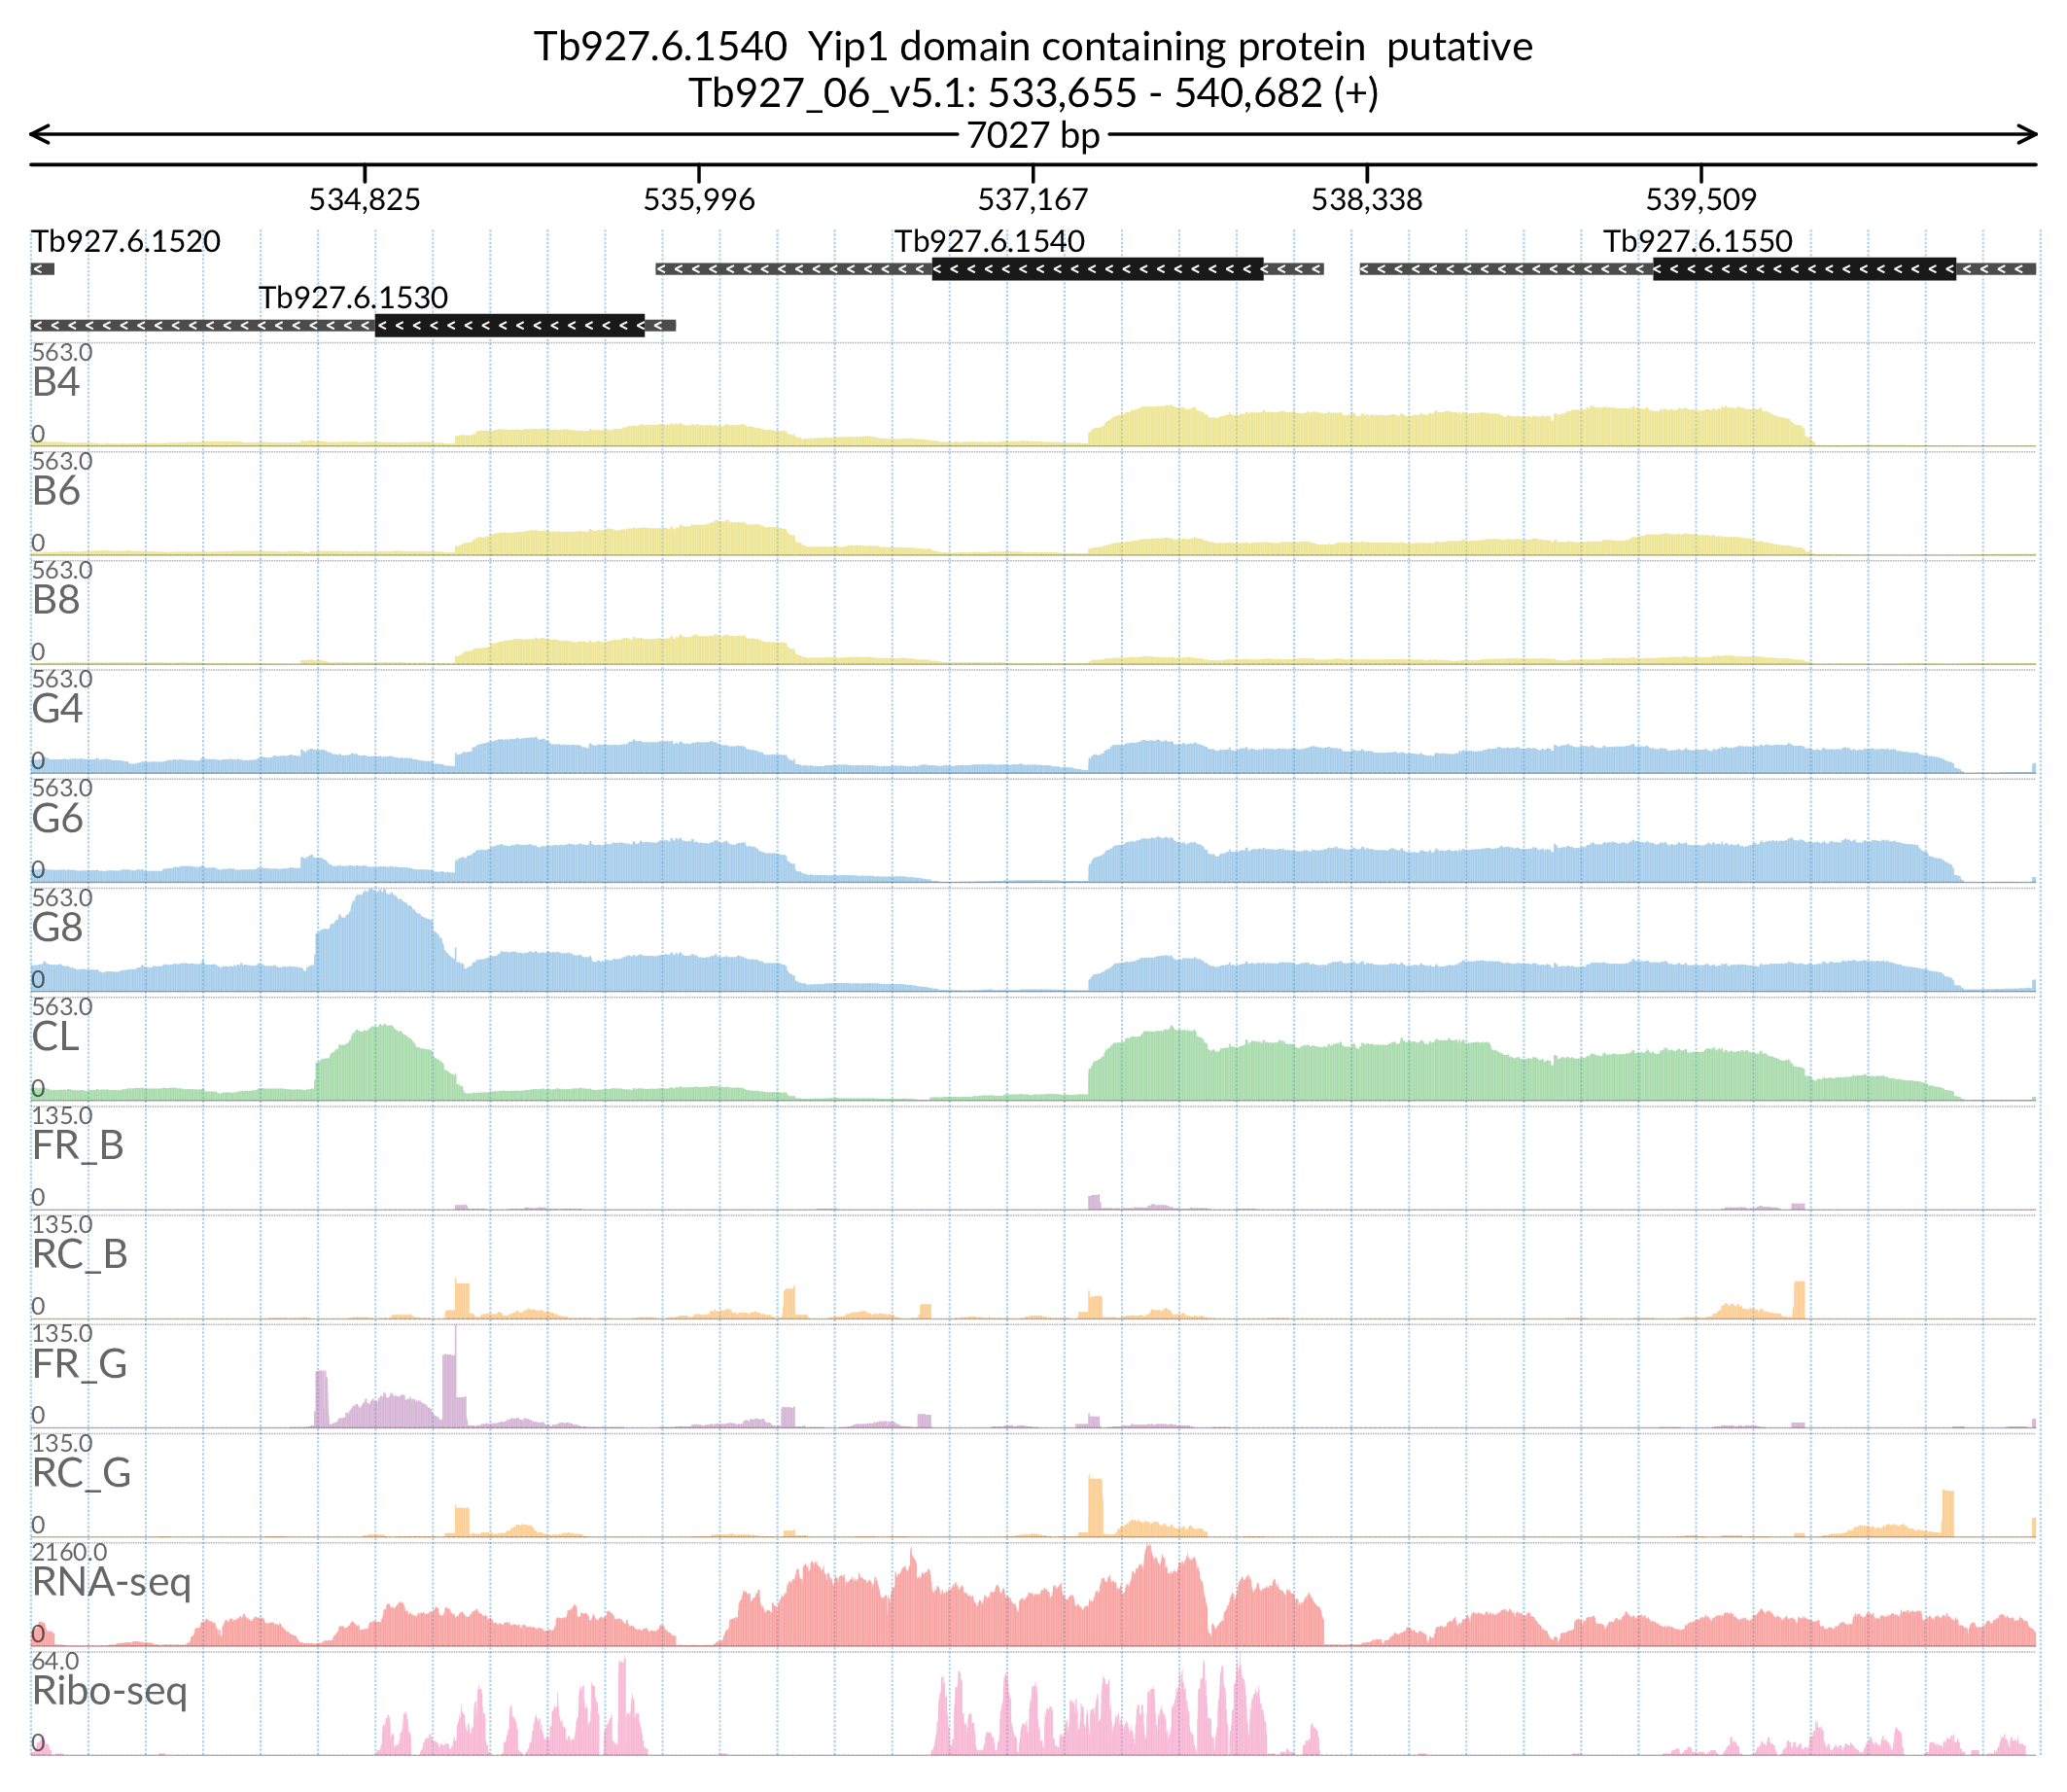 Tb927.6.1540  Yip1 domain containing protein  putative
Tb927_06_v5.1: 533,655 - 540,682 (+)
7027 bp
534,825 535,996 537,167 538,338 539,509
Tb927.6.1520 Tb927.6.1540 Tb927.6.1550
Tb927.6.1530
563.0
B4
0
563.0
B6
0
563.0
B8
0
563.0
G4
0
563.0
G6
0
563.0
G8
0
563.0
CL
0
135.0
FR_B
0
135.0
RC_B
0
135.0
FR_G
0
135.0
RC_G
0
2160.0
RNA-seq
0
64.0
Ribo-seq
0